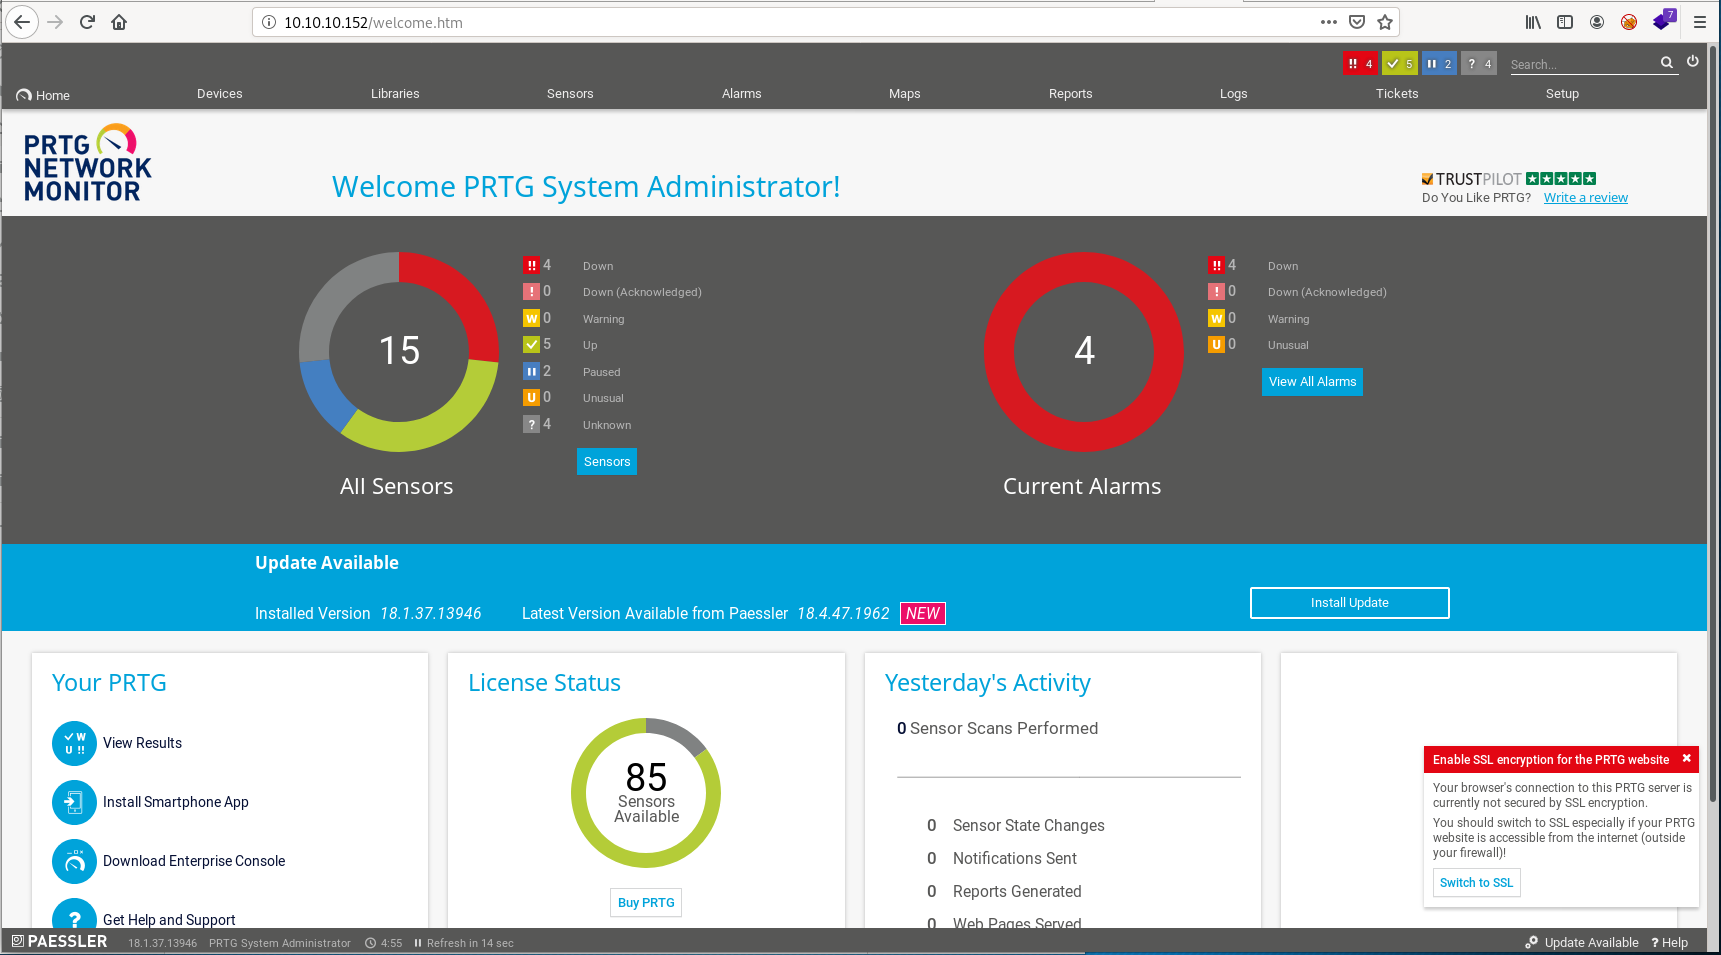 10.10.10.152/welcome.htm
7
4 5 2 ? 4 Search...
Home Devices Libraries Sensors Alarms Maps Reports Logs Tickets Setup
PRTG
NETWORK
MONITOR
Welcome PRTG System Administrator!
TRUSTPILOT
Do You Like PRTG? Write a review
15
!! 4 Down
! 0 Down (Acknowledged)
W 0 Warning
5 Up
2 Paused
U 0 Unusual
? 4 Unknown
Sensors
All Sensors
4
!! 4 Down
! 0 Down (Acknowledged)
W 0 Warning
U 0 Unusual
View All Alarms
Current Alarms
Update Available
Installed Version 18.1.37.13946 Latest Version Available from Paessler 18.4.47.1962 NEW
Install Update
Your PRTG
View Results
Install Smartphone App
Download Enterprise Console
Get Help and Support
License Status
85
Sensors
Available
Buy PRTG
Yesterday's Activity
0 Sensor Scans Performed
0 Sensor State Changes
0 Notifications Sent
0 Reports Generated
0 Web Pages Served
Enable SSL encryption for the PRTG website
Your browser's connection to this PRTG server is
currently not secured by SSL encryption.
You should switch to SSL especially if your PRTG
website is accessible from the internet (outside
your firewall)!
Switch to SSL
PAESSLER 18.1.37.13946 PRTG System Administrator 4:55 Refresh in 14 sec
Update Available ? Help